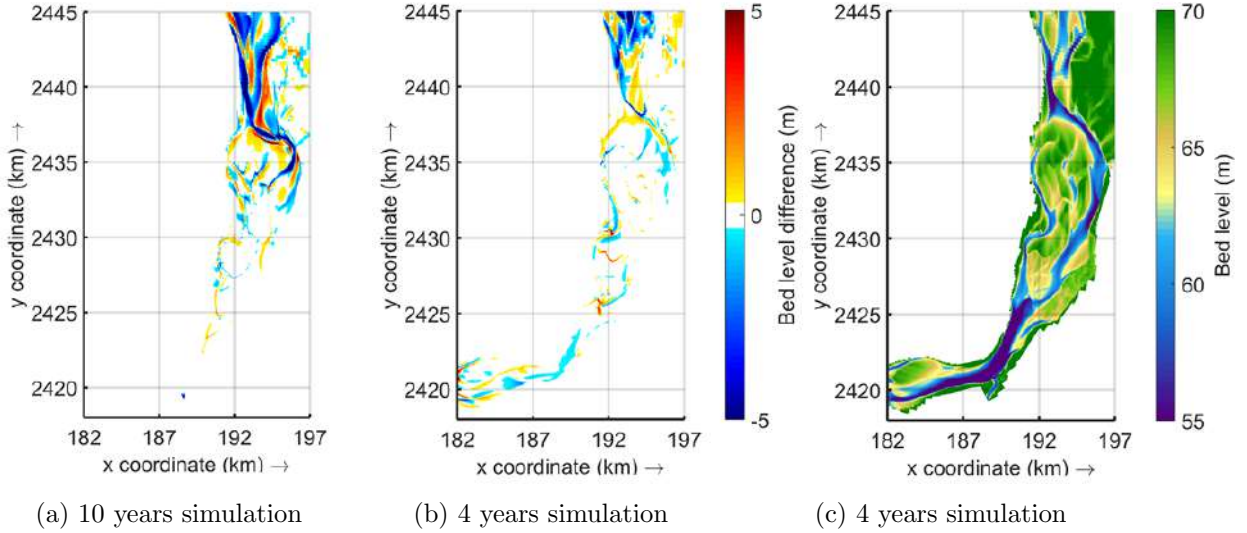 2445
2440
2435
2430
2425
2420
y coordinate (km) →
182 187 192 197
x coordinate (km) →
(a) 10 years simulation
2445
2440
2435
2430
2425
2420
y coordinate (km) →
182 187 192 197
x coordinate (km) →
5
0
-5
Bed level difference (m)
(b) 4 years simulation
2445
2440
2435
2430
2425
2420
y coordinate (km) →
182 187 192 197
x coordinate (km) →
70
65
60
55
Bed level (m)
(c) 4 years simulation